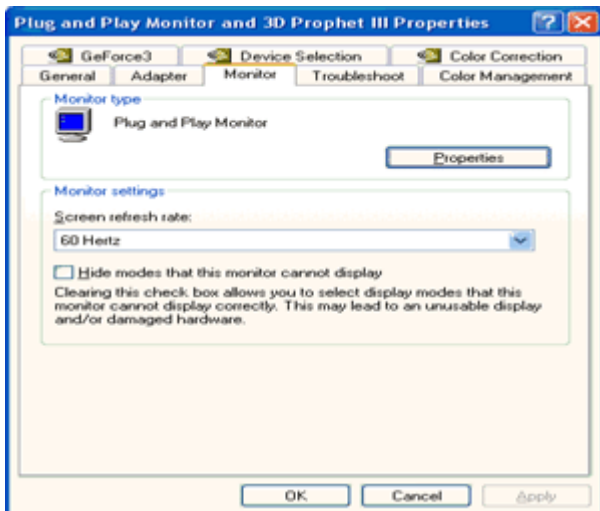 Plug and Play Monitor and 3D Prophet III Properties
GeForce3 Device Selection Color Correction
General Adapter Monitor Troubleshoot Color Management
Monitor type
Plug and Play Monitor
Properties
Monitor settings
Screen refresh rate:
60 Hertz
Hide modes that this monitor cannot display
Clearing this check box allows you to select display modes that this
monitor cannot display correctly. This may lead to an unusable display
and/or damaged hardware.
OK Cancel Apply